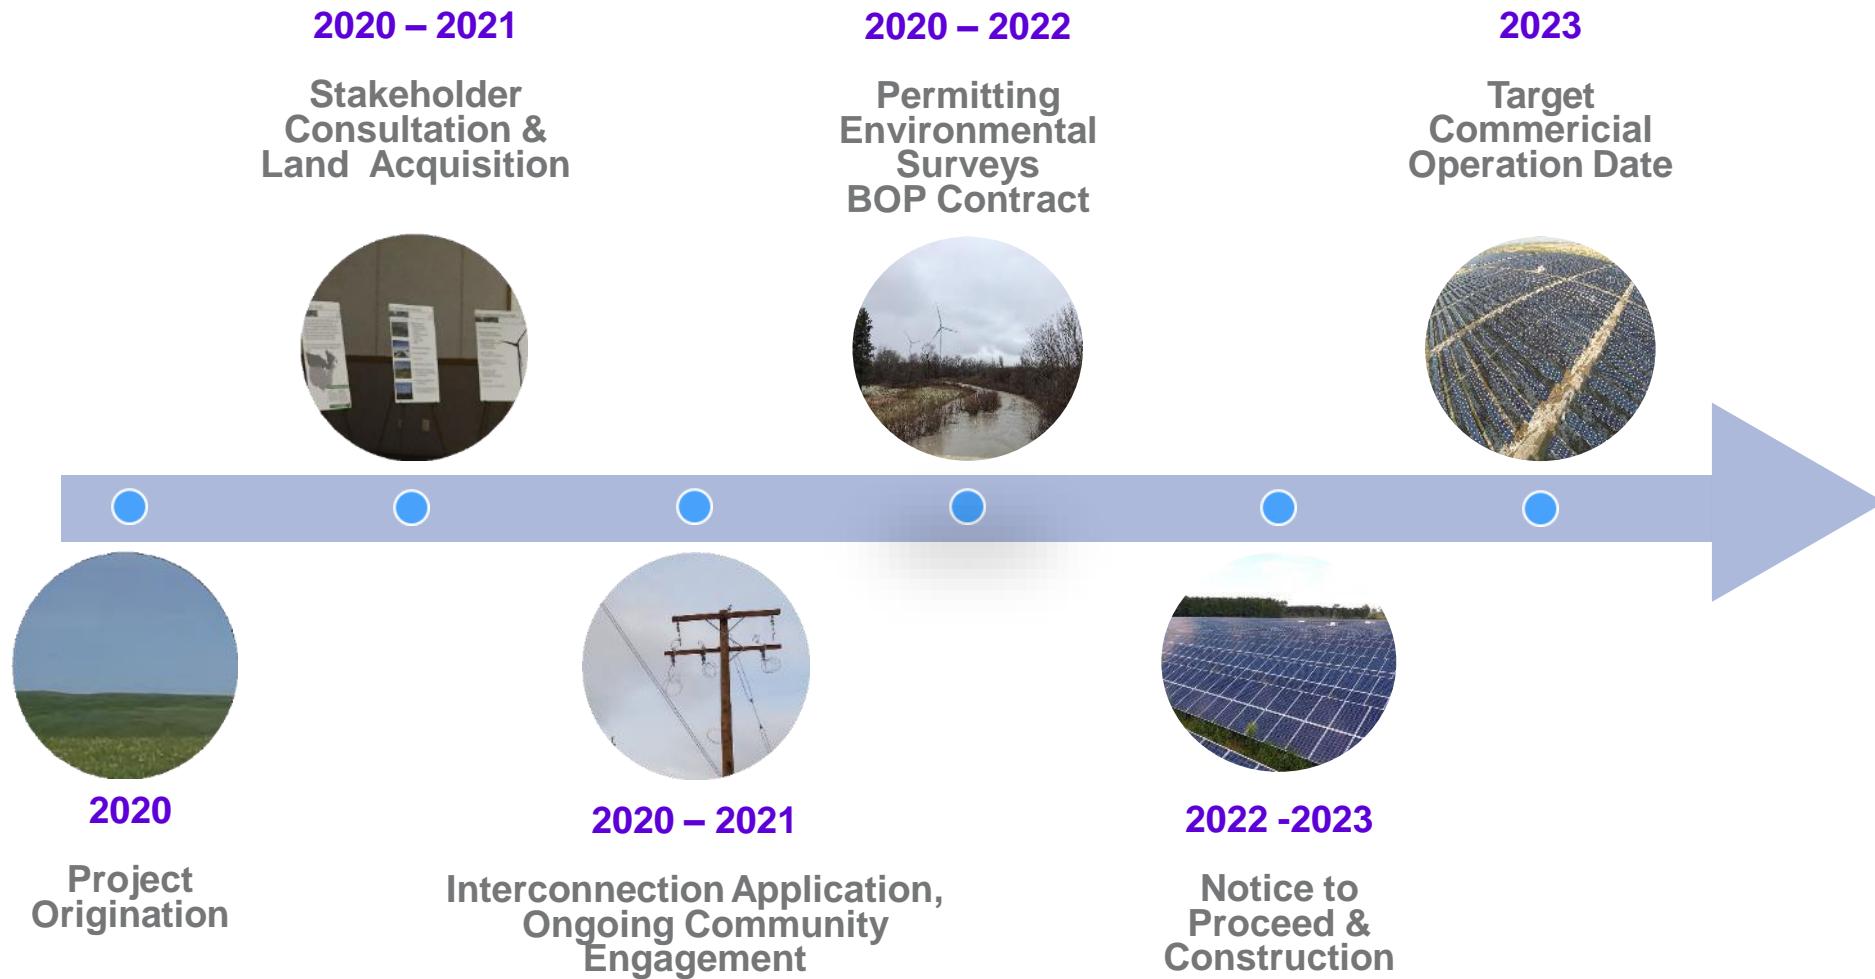 2020 – 2021
Stakeholder
Consultation &
Land Acquisition
2020 – 2022
Permitting
Environmental
Surveys
BOP Contract
2023
Target
Commericial
Operation Date
2020
Project
Origination
2020 – 2021
Interconnection Application,
Ongoing Community
Engagement
2022 -2023
Notice to
Proceed &
Construction